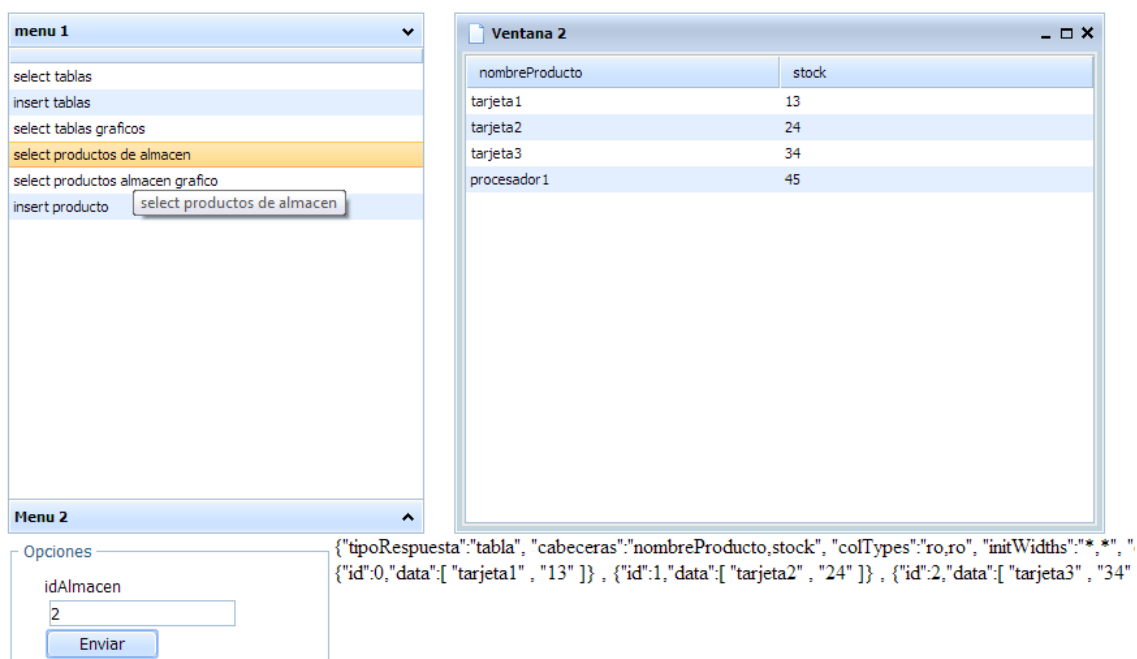 menu 1
select tablas
insert tablas
select tablas graficos
select productos de almacen
select productos almacen grafico
insert producto
select productos de almacen
Menu 2
Ventana 2
nombreProducto stock
tarjeta1 13
tarjeta2 24
tarjeta3 34
procesador1 45
Opciones
idAlmacen
2
Enviar
{"tipoRespuesta":"tabla", "cabeceras":"nombreProducto,stock", "colTypes":"ro,ro", "initWidths":"*,*", "
{"id":0,"data":[ "tarjeta1" , "13" ]} , {"id":1,"data":[ "tarjeta2" , "24" ]} , {"id":2,"data":[ "tarjeta3" , "34"